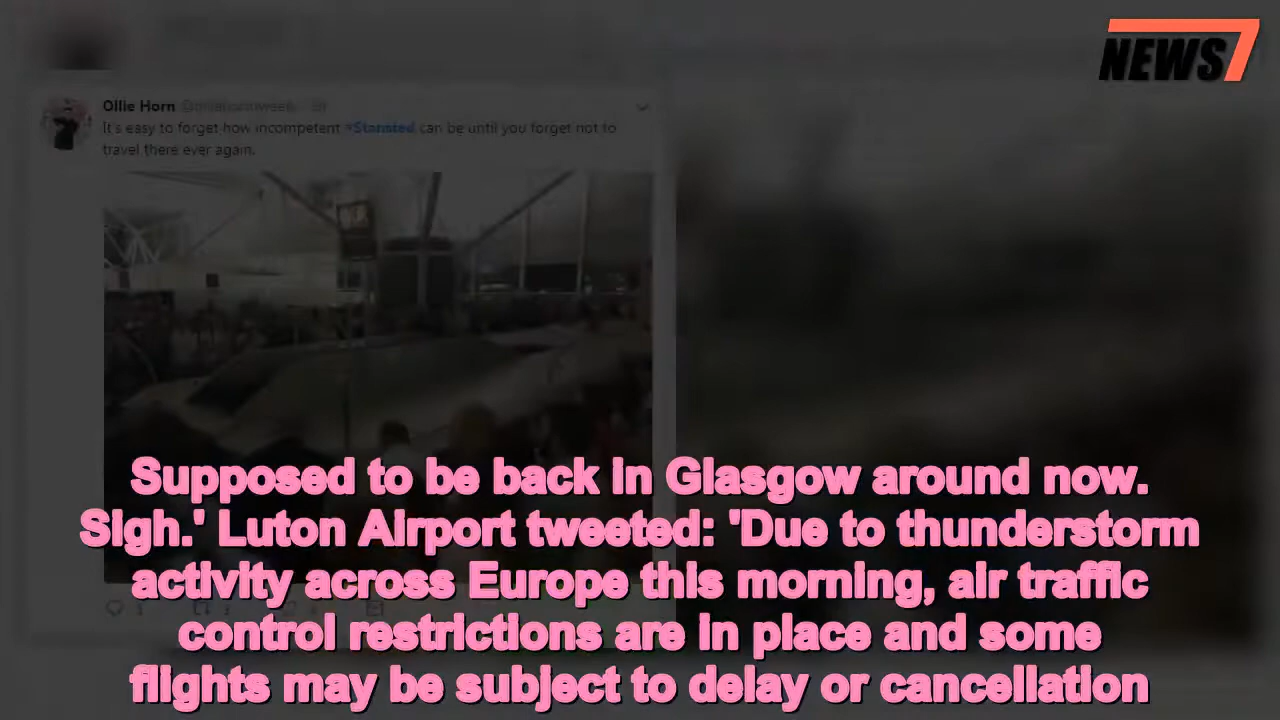 NEWS 7
Ollie Horn
It's easy to forget how incompetent #Stansted can be until you forget not to
travel there ever again.
Supposed to be back in Glasgow around now.
Sigh.' Luton Airport tweeted: 'Due to thunderstorm
activity across Europe this morning, air traffic
control restrictions are in place and some
flights may be subject to delay or cancellation